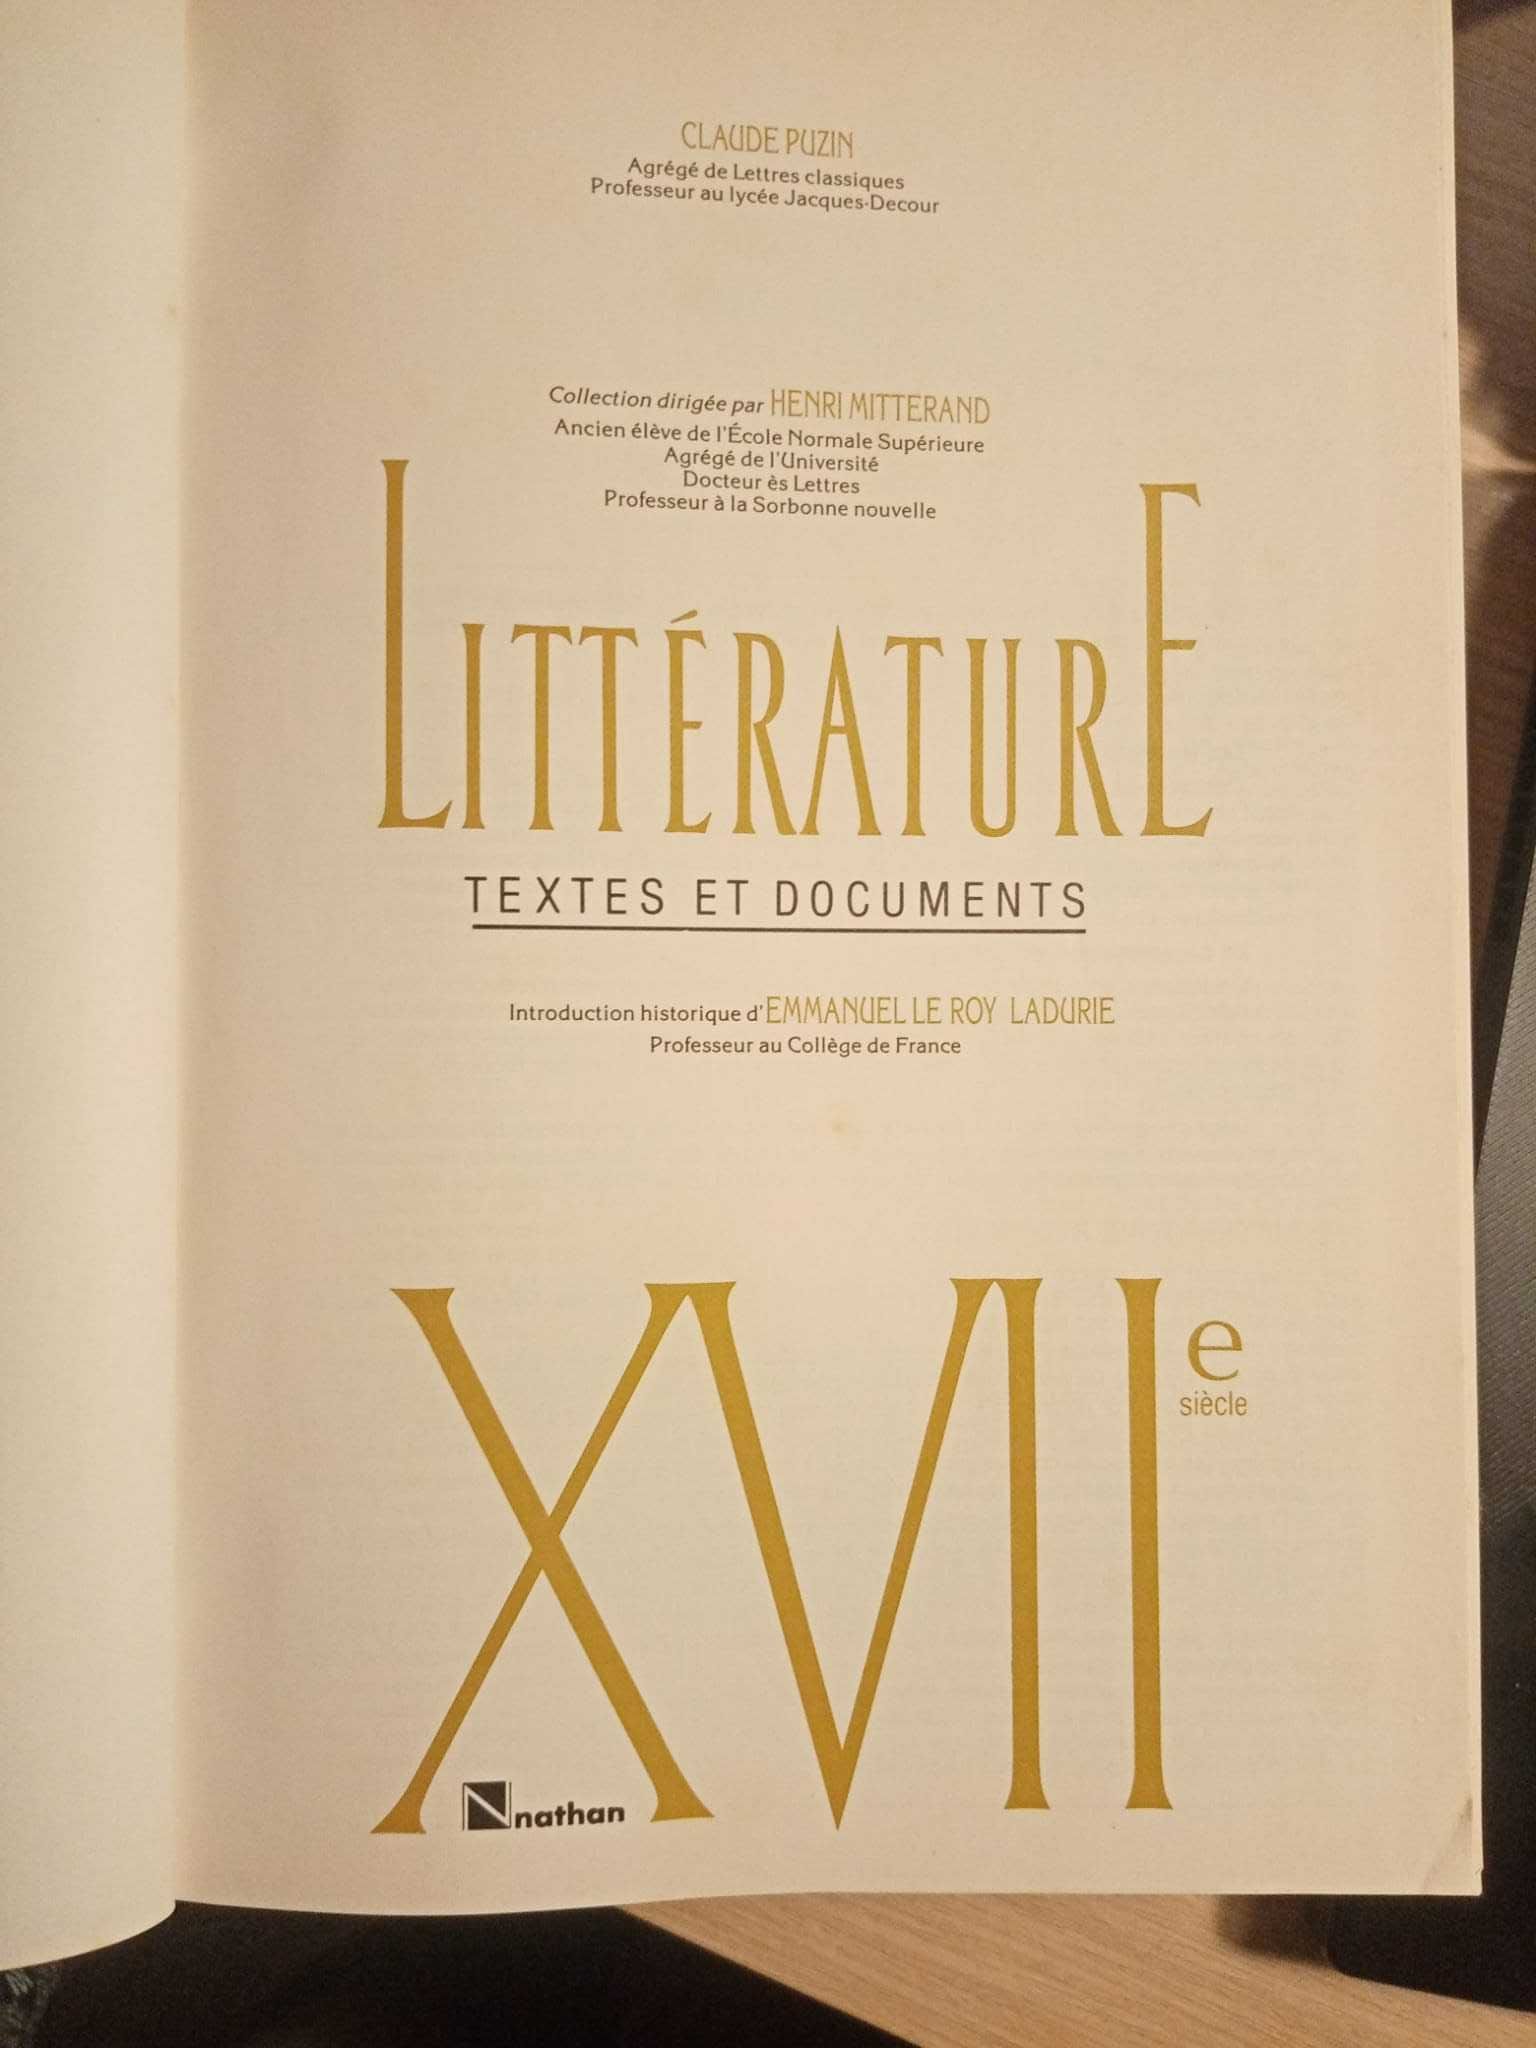 CLAUDE PUZIN
Agrégé de Lettres classiques
Professeur au lycée Jacques-Decour
Collection dirigée par HENRI MITTERAND
Ancien élève de l'École Normale Supérieure
Agrégé de l'Université
Docteur ès Lettres
Professeur à la Sorbonne nouvelle
LITTÉRATURE
TEXTES ET DOCUMENTS
Introduction historique d'EMMANUEL LE ROY LADURIE
Professeur au Collège de France
XVIIe
siècle
nathan